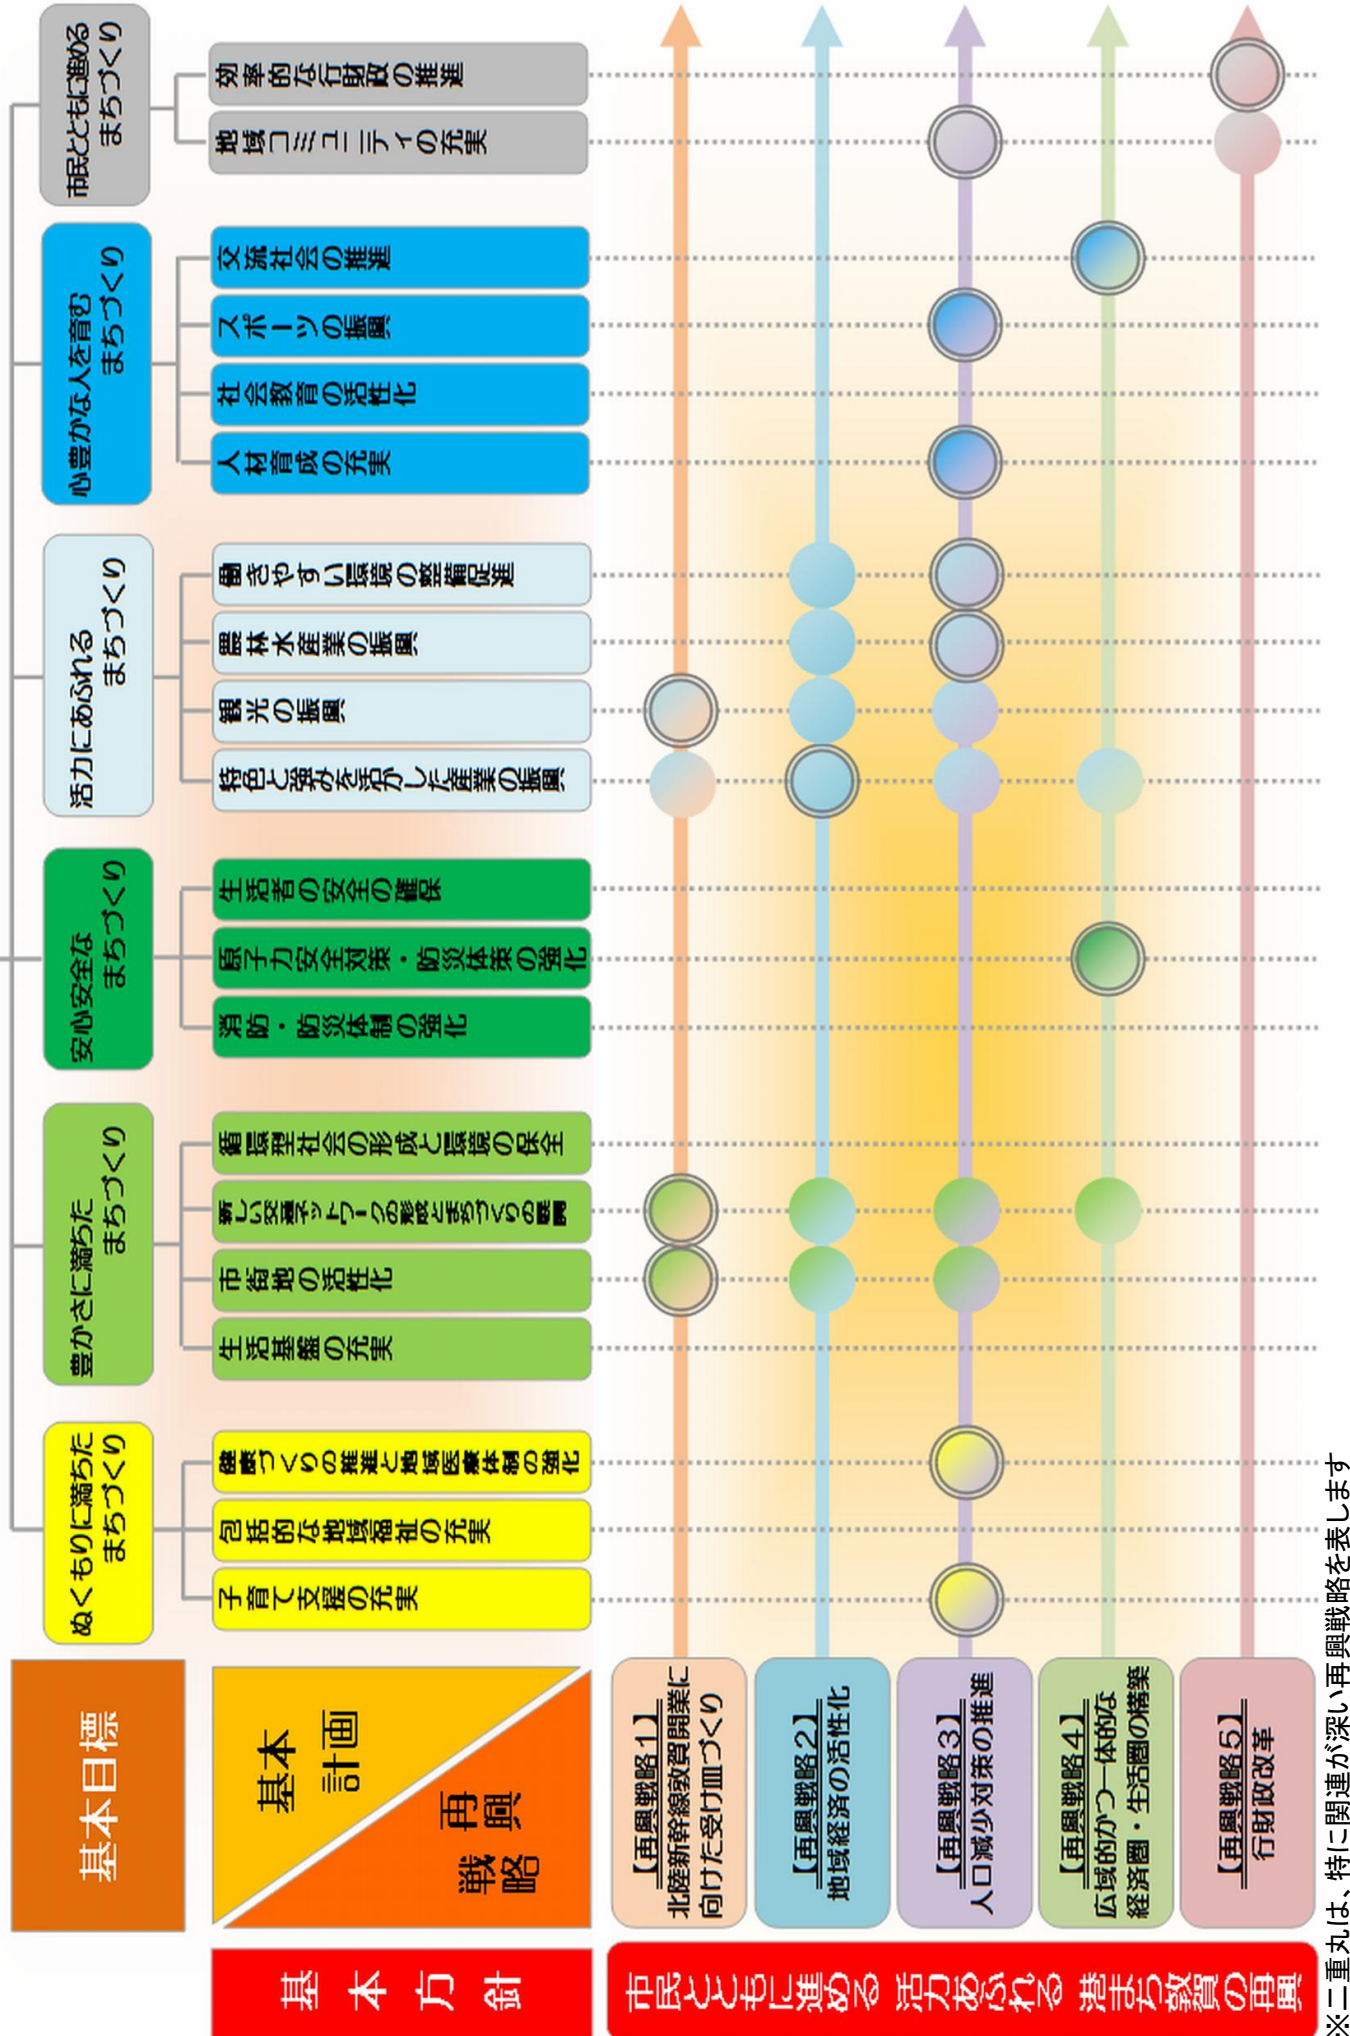 基本目標
ぬくもりに満ちた
まちづくり
豊かさに満ちた
まちづくり
安心安全な
まちづくり
活力にあふれる
まちづくり
心豊かな人を育む
まちづくり
市民とともに進める
まちづくり
基本方針
基本
計画
再興
戦略
子育て支援の充実
包括的な地域福祉の充実
健康づくりの推進と地域医療体制の強化
生活基盤の充実
市街地の活性化
新しい交通ネットワークの形成とまちづくりの展開
循環型社会の形成と環境の保全
消防・防災体制の強化
原子力安全対策・防災体策の強化
生活者の安全の確保
特色と強みを活かした産業の振興
観光の振興
農林水産業の振興
働きやすい環境の整備促進
人材育成の充実
社会教育の活性化
スポーツの振興
交流社会の推進
地域コミュニティの充実
効率的な行財政の推進
市民とともに進める 活力あふれる 港まち敦賀の再興
【再興戦略1】
北陸新幹線敦賀開業に
向けた受け皿づくり
【再興戦略2】
地域経済の活性化
【再興戦略3】
人口減少対策の推進
【再興戦略4】
広域的かつ一体的な
経済圏・生活圏の構築
【再興戦略5】
行財政改革
※二重丸は、特に関連が深い再興戦略を表します